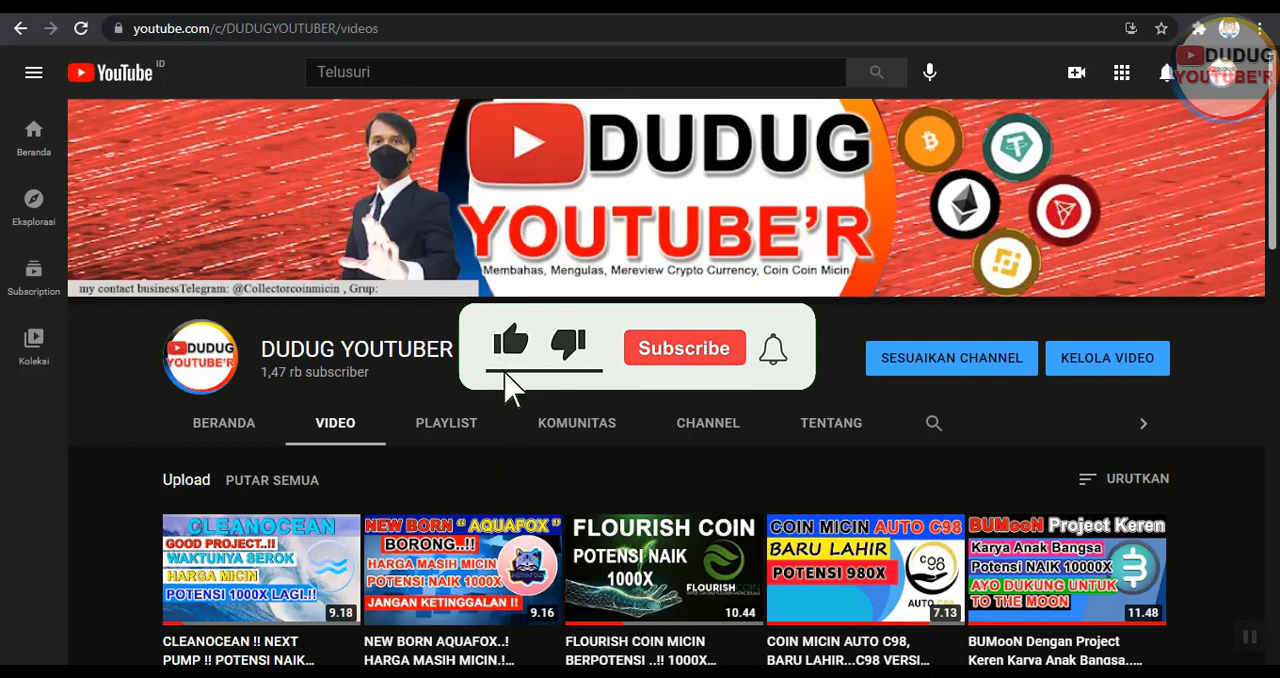 youtube.com/c/DUDUGYOUTUBER/videos
YouTube ID
Telusuri
DUDUG
YOUTUBE'R
Beranda
Eksplorasi
Subscription
Koleksi
DUDUG
YOUTUBE'R
Membahas, Mengulas, Mereview Crypto Currency, Coin Coin Micin
my contact businessTelegram: @Collectorcoinmicin , Grup:
DUDUG
YOUTUBE'R
DUDUG YOUTUBER
1,47 rb subscriber
Subscribe
SESUAIKAN CHANNEL
KELOLA VIDEO
BERANDA
VIDEO
PLAYLIST
KOMUNITAS
CHANNEL
TENTANG
Upload
PUTAR SEMUA
URUTKAN
CLEANOCEAN
GOOD PROJECT..!!
WAKTUNYA SEROK
HARGA MICIN
POTENSI 1000X LAGI.!!!
9.18
NEW BORN " AQUAFOX "
BORONG..!!
HARGA MASIH MICIN
POTENSI NAIK 1000X
JANGAN KETINGGALAN !!
AQUAFOX
9.16
FLOURISH COIN
POTENSI NAIK
1000X
FLOURISHCOIN
10.44
COIN MICIN AUTO C98
BARU LAHIR
POTENSI 980X
C98
AUTO C98
7.13
BUMooN Project Keren
Karya Anak Bangsa
Potensi NAIK 10000X
AYO DUKUNG UNTUK
TO THE MOON
11.48
CLEANOCEAN !! NEXT
PUMP !! POTENSI NAIK...
NEW BORN AQUAFOX..!
HARGA MASIH MICIN.!...
FLOURISH COIN MICIN
BERPOTENSI ..!! 1000X...
COIN MICIN AUTO C98,
BARU LAHIR...C98 VERSI...
BUMooN Dengan Project
Keren Karya Anak Bangsa....